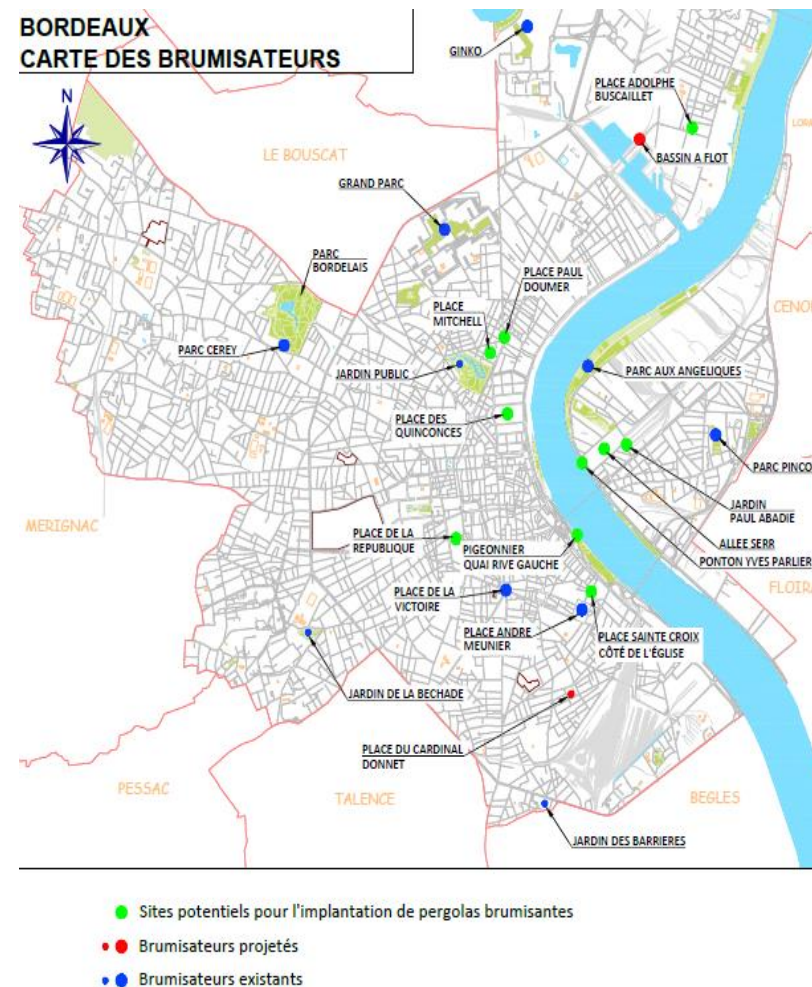 BORDEAUX
CARTE DES BRUMISATEURS
N
GINKO
PLACE ADOLPHE
BUSCAILLET
BASSIN A FLOT
LE BOUSCAT
GRAND PARC
PARC
BORDELAIS
PLACE PAUL
DOUMER
PLACE
MITCHELL
PARC CEREY
JARDIN PUBLIC
PARC AUX ANGELIQUES
PLACE DES
QUINCONCES
PARC PINCO
MERIGNAC
PLACE DE LA
REPUBLIQUE
PIGEONNIER
QUAI RIVE GAUCHE
JARDIN
PAUL ABADIE
ALLEE SERR
PONTON YVES PARLIER
PLACE DE LA
VICTOIRE
PLACE ANDRE
MEUNIER
PLACE SAINTE CROIX
CÔTÉ DE L'ÉGLISE
JARDIN DE LA BECHADE
PLACE DU CARDINAL
DONNET
PESSAC
TALENCE
BEGLES
JARDIN DES BARRIERES
Sites potentiels pour l'implantation de pergolas brumisantes
Brumisateurs projetés
Brumisateurs existants